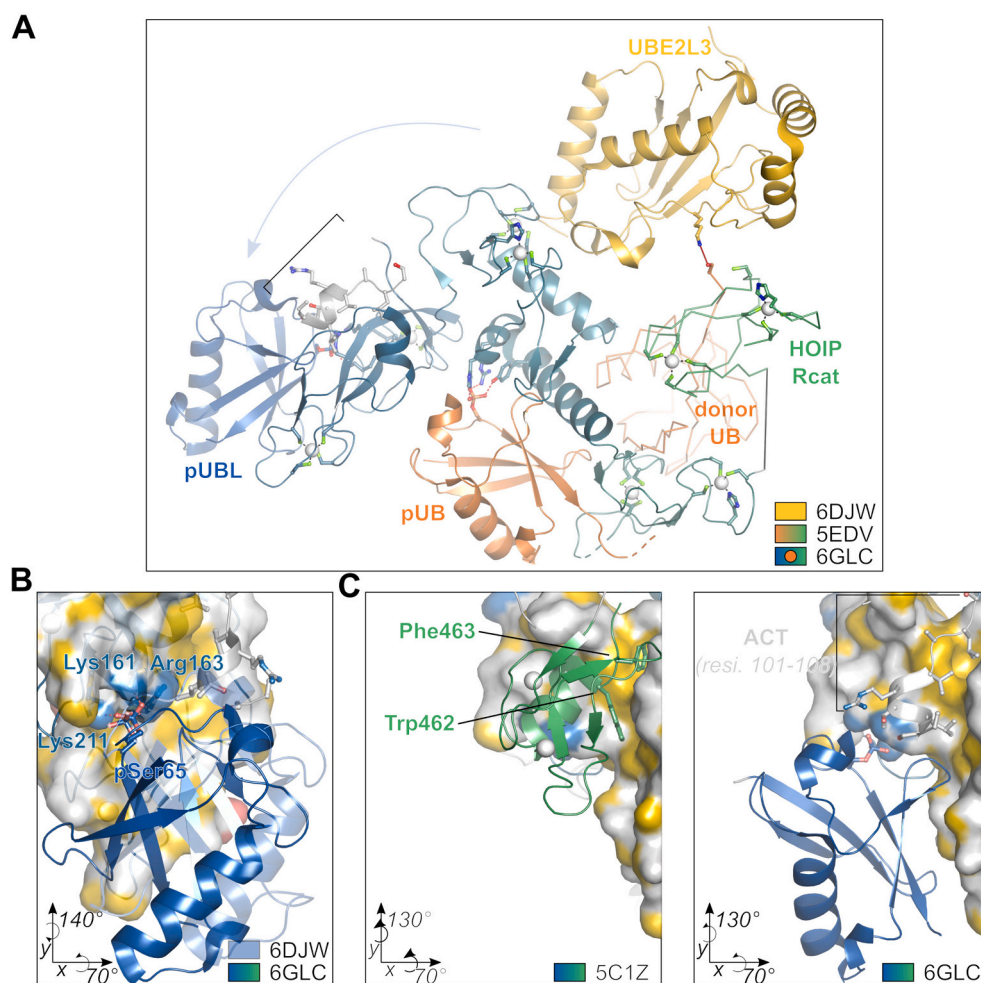 A
UBE2L3
HOIP
Rcat
donor
UB
pUBL
pUB
6DJW
5EDV
6GLC
B
Lys161
Arg163
Lys211
pSer65
140°
y
x
70°
6DJW
6GLC
C
Phe463
Trp462
130°
y
x
70°
5C1Z
ACT
(resi. 101-108)
130°
y
x
70°
6GLC